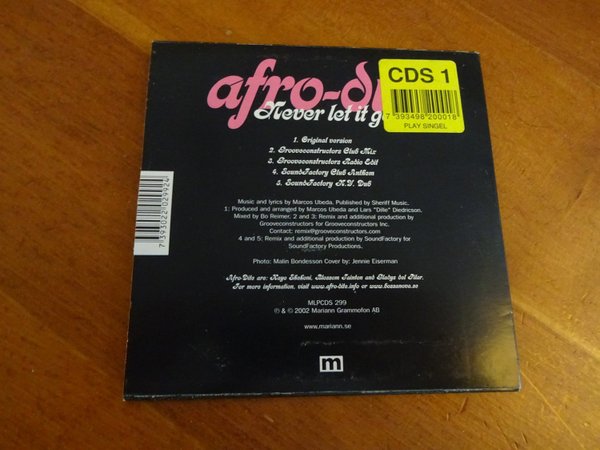 afro-di
Never let it g
CDS 1
7 393498 200018
PLAY SINGEL
1. Original version
2. Grooveconstructors Club Mix
3. Grooveconstructors Radio Edit
4. SoundFactory Club Anthem
5. SoundFactory N.Y. Dub
Music and lyrics by Marcos Ubeda. Published by Sheriff Music.
1: Produced and arranged by Marcos Ubeda and Lars "Dille" Diedricson.
Mixed by Bo Reimer. 2 and 3: Remix and additional production by
Grooveconstructors for Grooveconstructors Inc.
Contact: remix@grooveconstructors.com
4 and 5: Remix and additional production by SoundFactory for
SoundFactory Productions.
Photo: Malin Bondesson Cover by: Jennie Eiserman
Afro-Dite are: Kayo Shekoni, Blossom Tainton and Gladys del Pilar.
For more information, visit www.afro-dite.info or www.bossanova.se
MLPCDS 299
℗ & © 2002 Mariann Grammofon AB
www.mariann.se
m
7 393022 025924